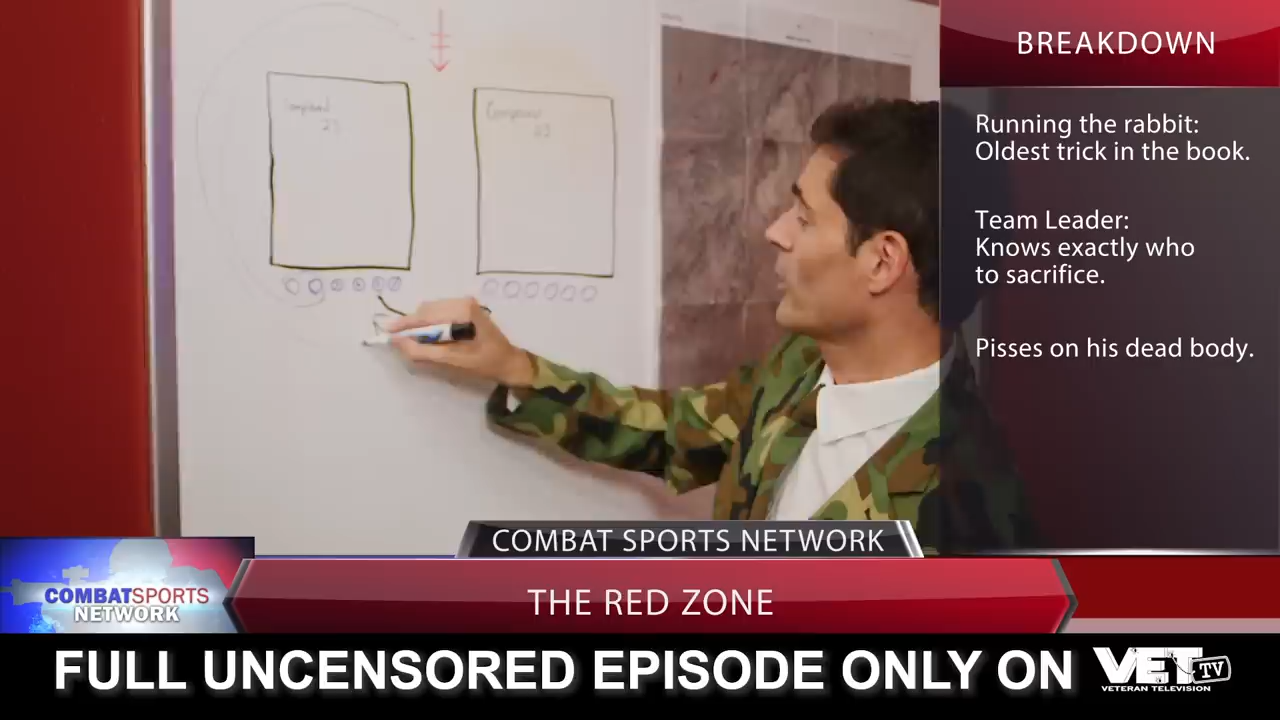 BREAKDOWN
Running the rabbit:
Oldest trick in the book.
Team Leader:
Knows exactly who
to sacrifice.
Pisses on his dead body.
Compound
Compound
COMBAT SPORTS NETWORK
COMBATSPORTS
NETWORK
THE RED ZONE
FULL UNCENSORED EPISODE ONLY ON VET TV
VETERAN TELEVISION